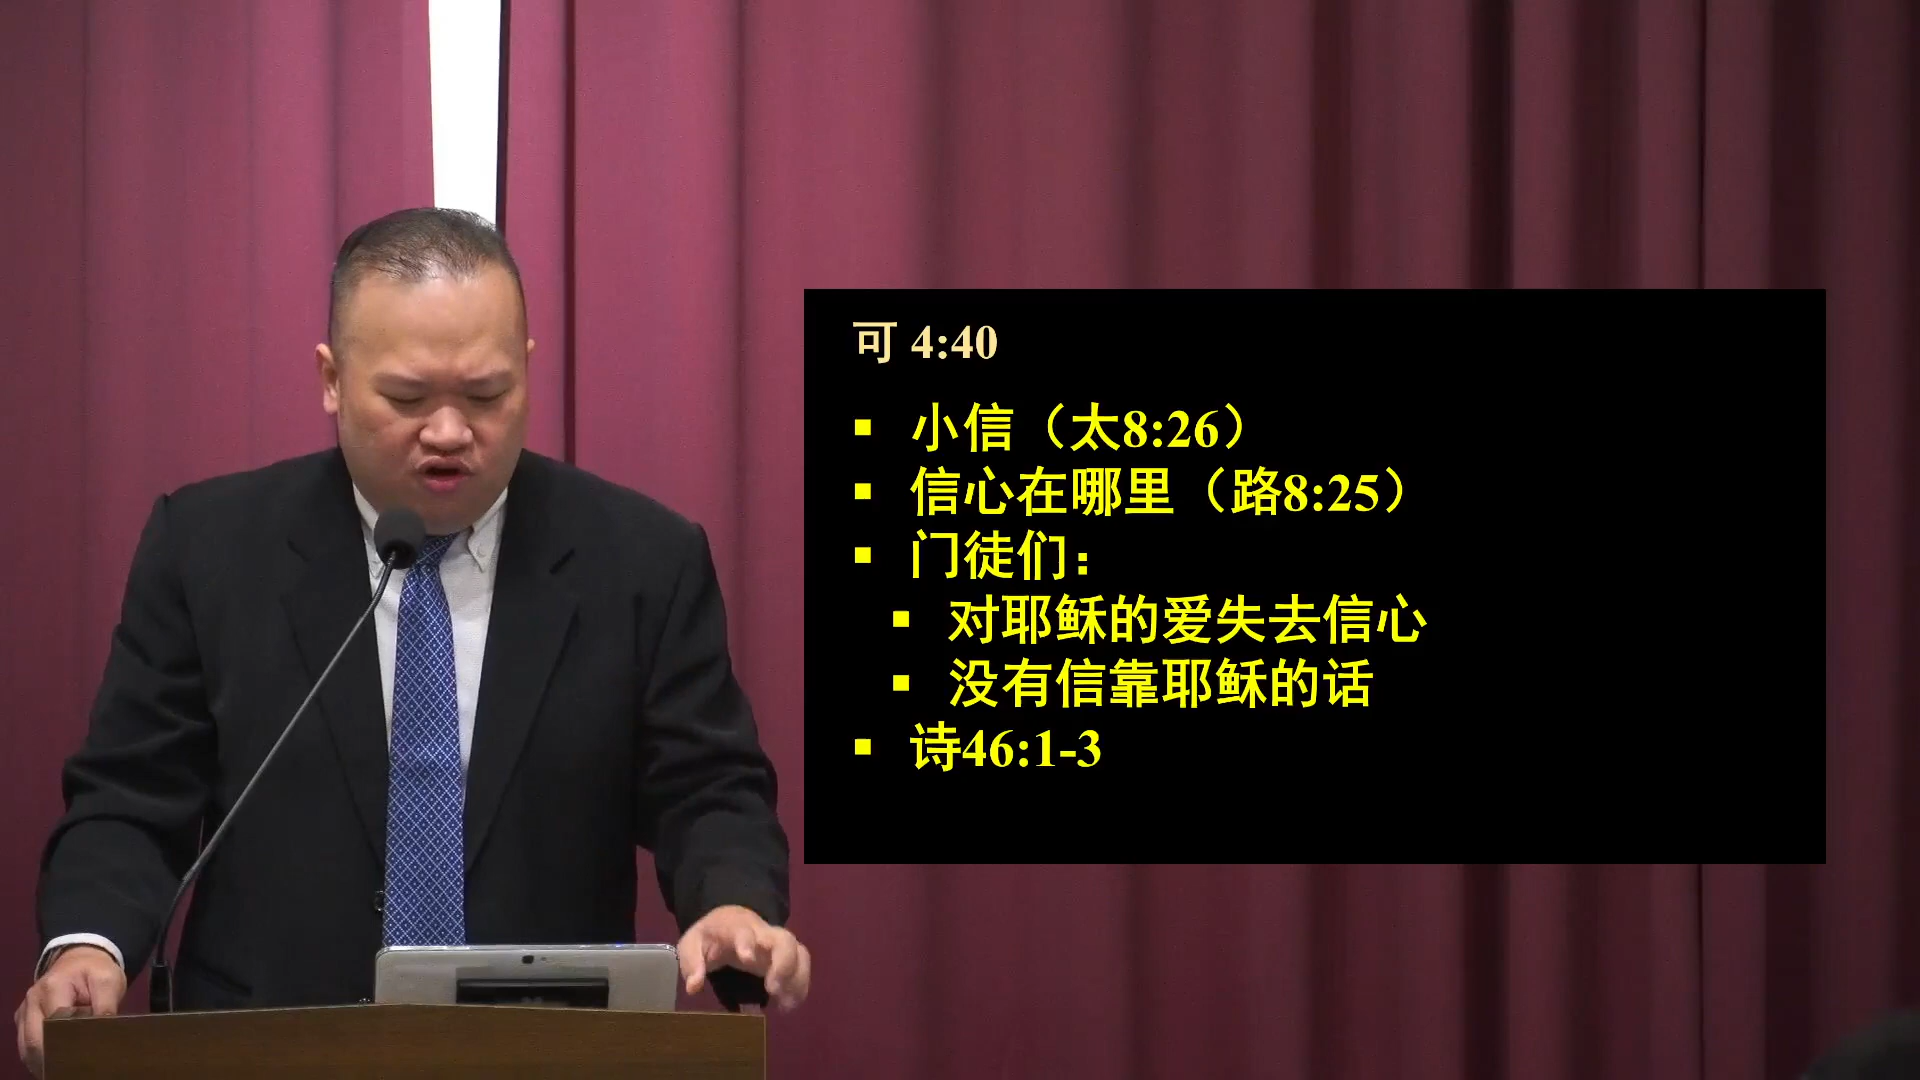 可 4:40
小信（太8:26）
信心在哪里（路8:25）
门徒们：
对耶稣的爱失去信心
没有信靠耶稣的话
诗46:1-3